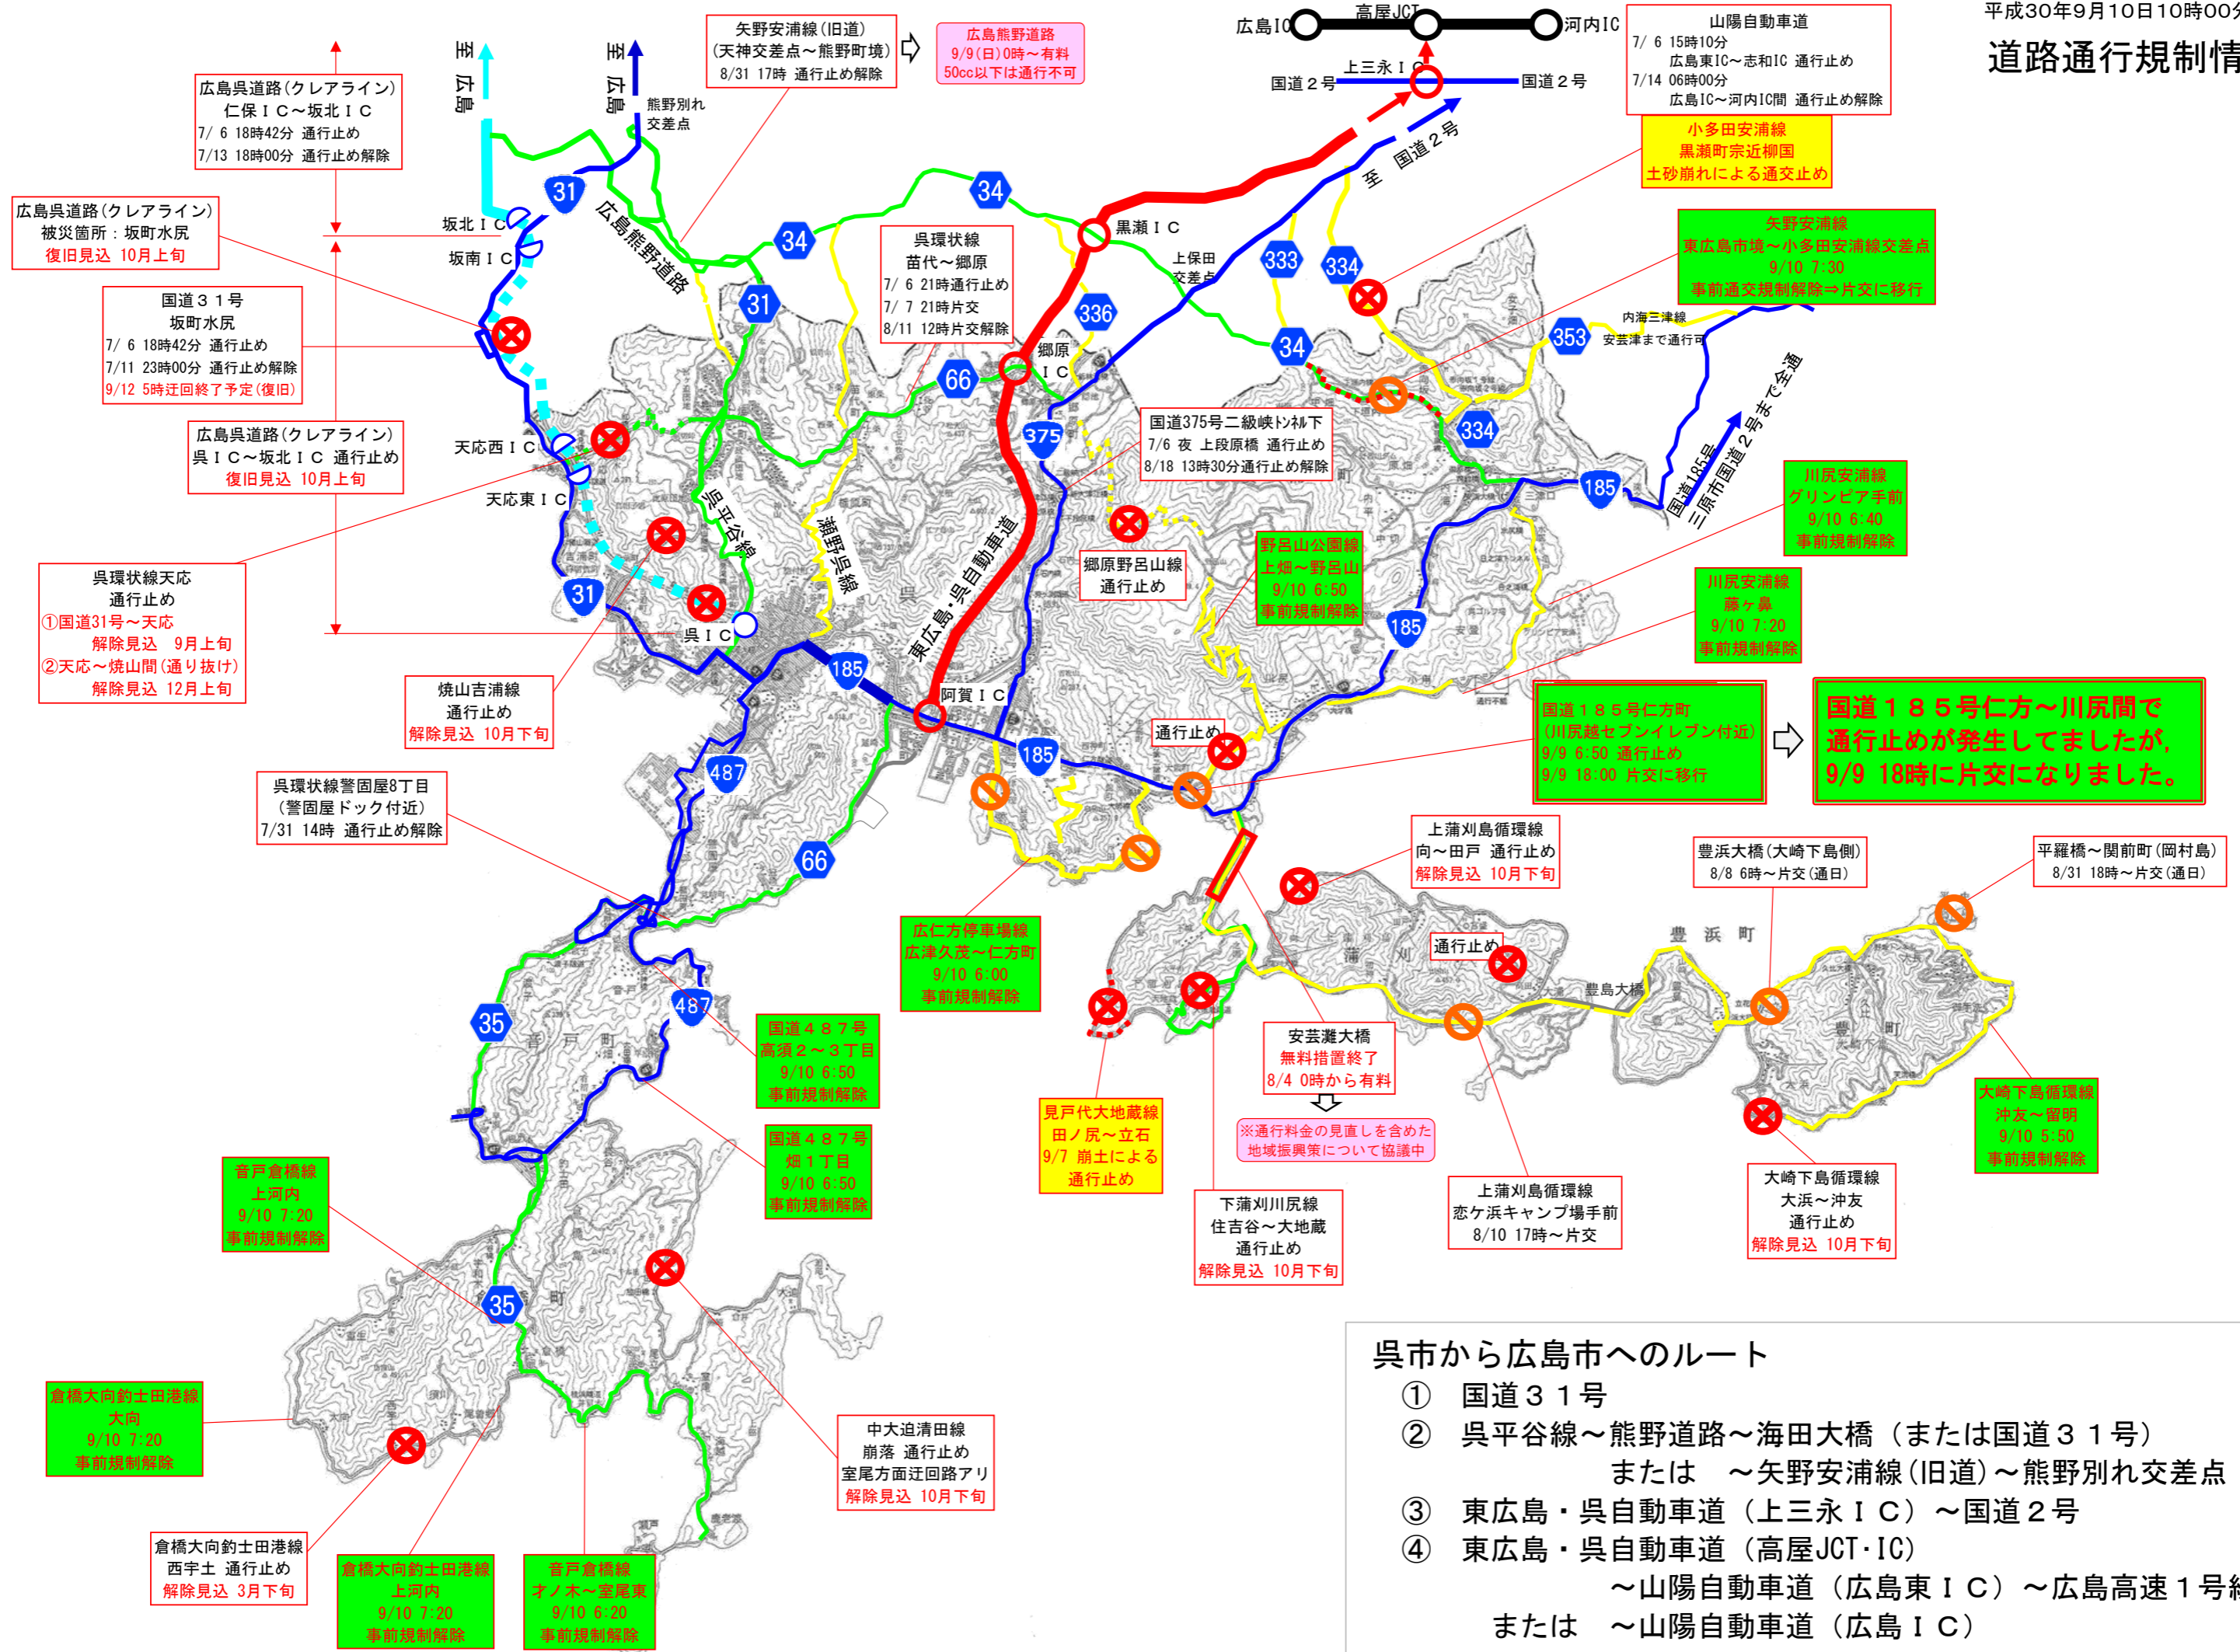 平成30年9月10日10時00分
道路通行規制情
広島IC
高屋JCT
河内IC
国道２号
上三永ＩＣ
国道２号
山陽自動車道
7/ 6 15時10分
広島東IC～志和IC 通行止め
7/14 06時00分
広島IC～河内IC間 通行止め解除
小多田安浦線
黒瀬町宗近柳国
土砂崩れによる通交止め
矢野安浦線(旧道)
(天神交差点～熊野町境)
8/31 17時 通行止め解除
広島熊野道路
9/9(日)0時～有料
50cc以下は通行不可
至 広島
至 広島
熊野別れ
交差点
広島呉道路(クレアライン)
仁保ＩＣ～坂北ＩＣ
7/ 6 18時42分 通行止め
7/13 18時00分 通行止め解除
広島呉道路(クレアライン)
被災箇所：坂町水尻
復旧見込 10月上旬
坂北ＩＣ
坂南ＩＣ
31
広島熊野道路
34
34
31
国道３１号
坂町水尻
7/ 6 18時42分 通行止め
7/11 23時00分 通行止め解除
9/12 5時迂回終了予定(復旧)
広島呉道路(クレアライン)
呉ＩＣ～坂北ＩＣ 通行止め
復旧見込 10月上旬
呉環状線
苗代～郷原
7/ 6 21時通行止め
7/ 7 21時片交
8/11 12時片交解除
黒瀬ＩＣ
上保田
交差点
至 国道２号
333
334
336
34
矢野安浦線
東広島市境～小多田安浦線交差点
9/10 7:30
事前通交規制解除⇒片交に移行
353
内海三津線
安芸津まで通行可
郷原
ＩＣ
66
375
334
185
国道185号
三原市国道２号まで全通
国道375号二級峡ﾄﾝﾈﾙ下
7/6 夜 上段原橋 通行止め
8/18 13時30分通行止め解除
天応西ＩＣ
天応東ＩＣ
呉平谷線
瀬野呉線
東広島・呉自動車道
呉
郷原野呂山線
通行止め
野呂山公園線
上畑～野呂山
9/10 6:50
事前規制解除
川尻安浦線
グリンピア手前
9/10 6:40
事前規制解除
川尻安浦線
藤ヶ鼻
9/10 7:20
事前規制解除
呉環状線天応
通行止め
①国道31号～天応
解除見込 9月上旬
②天応～焼山間(通り抜け)
解除見込 12月上旬
31
呉ＩＣ
185
185
焼山吉浦線
通行止め
解除見込 10月下旬
阿賀ＩＣ
通行止め
185
国道１８５号仁方町
(川尻越セブンイレブン付近)
9/9 6:50 通行止め
9/9 18:00 片交に移行
国道１８５号仁方～川尻間で
通行止めが発生してましたが，
9/9 18時に片交になりました。
487
呉環状線警固屋8丁目
(警固屋ドック付近)
7/31 14時 通行止め解除
66
上蒲刈島循環線
向～田戸 通行止め
解除見込 10月下旬
豊浜大橋(大崎下島側)
8/8 6時～片交(通日)
平羅橋～関前町(岡村島)
8/31 18時～片交(通日)
広仁方停車場線
広津久茂～仁方町
9/10 6:00
事前規制解除
蒲刈
通行止め
豊浜町
豊島大橋
豊町
35
487
音戸町
国道４８７号
高須２～３丁目
9/10 6:50
事前規制解除
安芸灘大橋
無料措置終了
8/4 0時から有料
※通行料金の見直しを含めた
地域振興策について協議中
見戸代大地蔵線
田ノ尻～立石
9/7 崩土による
通行止め
大崎下島循環線
沖友～留明
9/10 5:50
事前規制解除
国道４８７号
畑１丁目
9/10 6:50
事前規制解除
音戸倉橋線
上河内
9/10 7:20
事前規制解除
下蒲刈川尻線
住吉谷～大地蔵
通行止め
解除見込 10月下旬
上蒲刈島循環線
恋ケ浜キャンプ場手前
8/10 17時～片交
大崎下島循環線
大浜～沖友
通行止め
解除見込 10月下旬
35
町
倉橋大向釣士田港線
大向
9/10 7:20
事前規制解除
中大迫清田線
崩落 通行止め
室尾方面迂回路アリ
解除見込 10月下旬
倉橋大向釣士田港線
西宇土 通行止め
解除見込 3月下旬
倉橋大向釣士田港線
上河内
9/10 7:20
事前規制解除
音戸倉橋線
才ノ木～室尾東
9/10 6:20
事前規制解除
呉市から広島市へのルート
① 国道３１号
② 呉平谷線～熊野道路～海田大橋（または国道３１号）
または ～矢野安浦線(旧道)～熊野別れ交差点
③ 東広島・呉自動車道（上三永ＩＣ）～国道２号
④ 東広島・呉自動車道（高屋JCT・IC）
～山陽自動車道（広島東ＩＣ）～広島高速１号線
または ～山陽自動車道（広島ＩＣ）